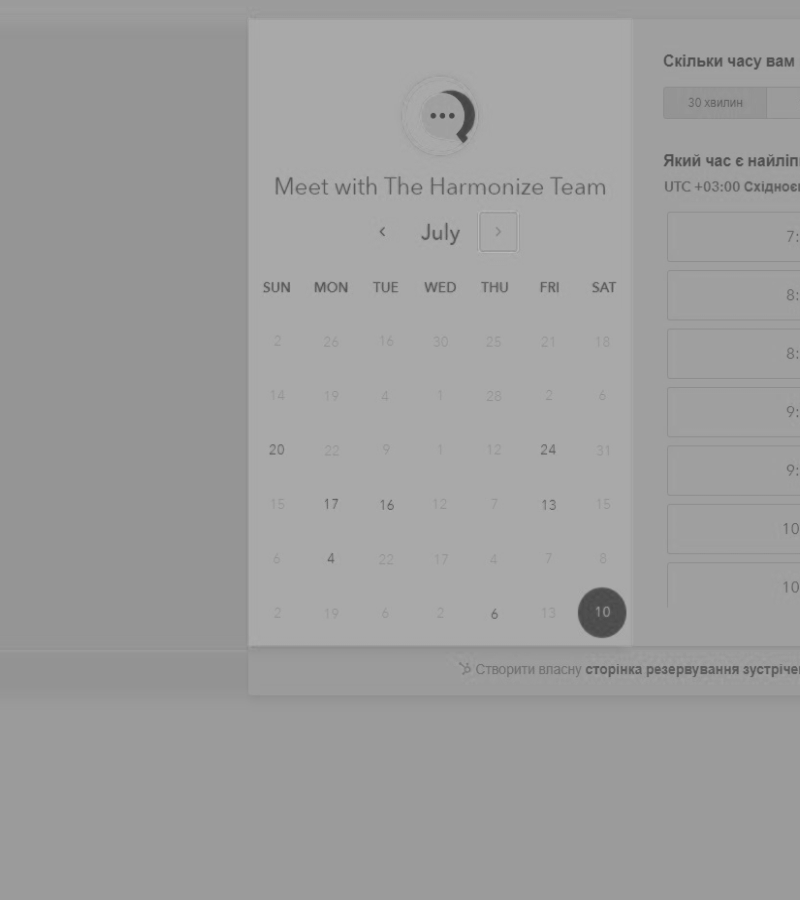 Meet with The Harmonize Team
July
SUN MON TUE WED THU FRI SAT
2 26 16 30 25 21 18
14 19 4 1 28 2 6
20 22 9 1 12 24 31
15 17 16 12 7 13 15
6 4 22 17 4 7 8
2 19 6 2 6 13 10
Скільки часу вам
30 хвилин
Який час є найліп
UTC +03:00 Східноє
7:
8:
8:
9:
9:
10
10
Створити власну сторінка резервування зустріче